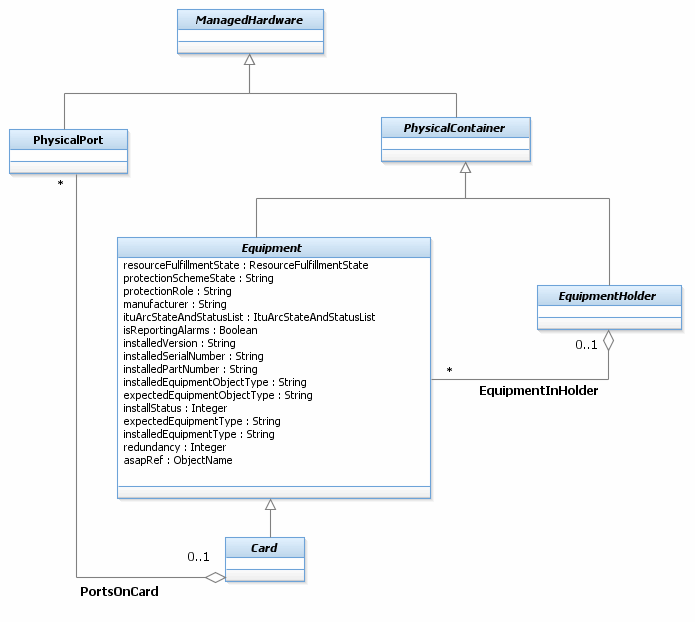 ManagedHardware
PhysicalPort
PhysicalContainer
*
Equipment
resourceFulfillmentState : ResourceFulfillmentState
protectionSchemeState : String
protectionRole : String
manufacturer : String
ituArcStateAndStatusList : ItuArcStateAndStatusList
isReportingAlarms : Boolean
installedVersion : String
installedSerialNumber : String
installedPartNumber : String
installedEquipmentObjectType : String
expectedEquipmentObjectType : String
installStatus : Integer
expectedEquipmentType : String
installedEquipmentType : String
redundancy : Integer
asapRef : ObjectName
EquipmentHolder
0..1
*
EquipmentInHolder
Card
0..1
PortsOnCard